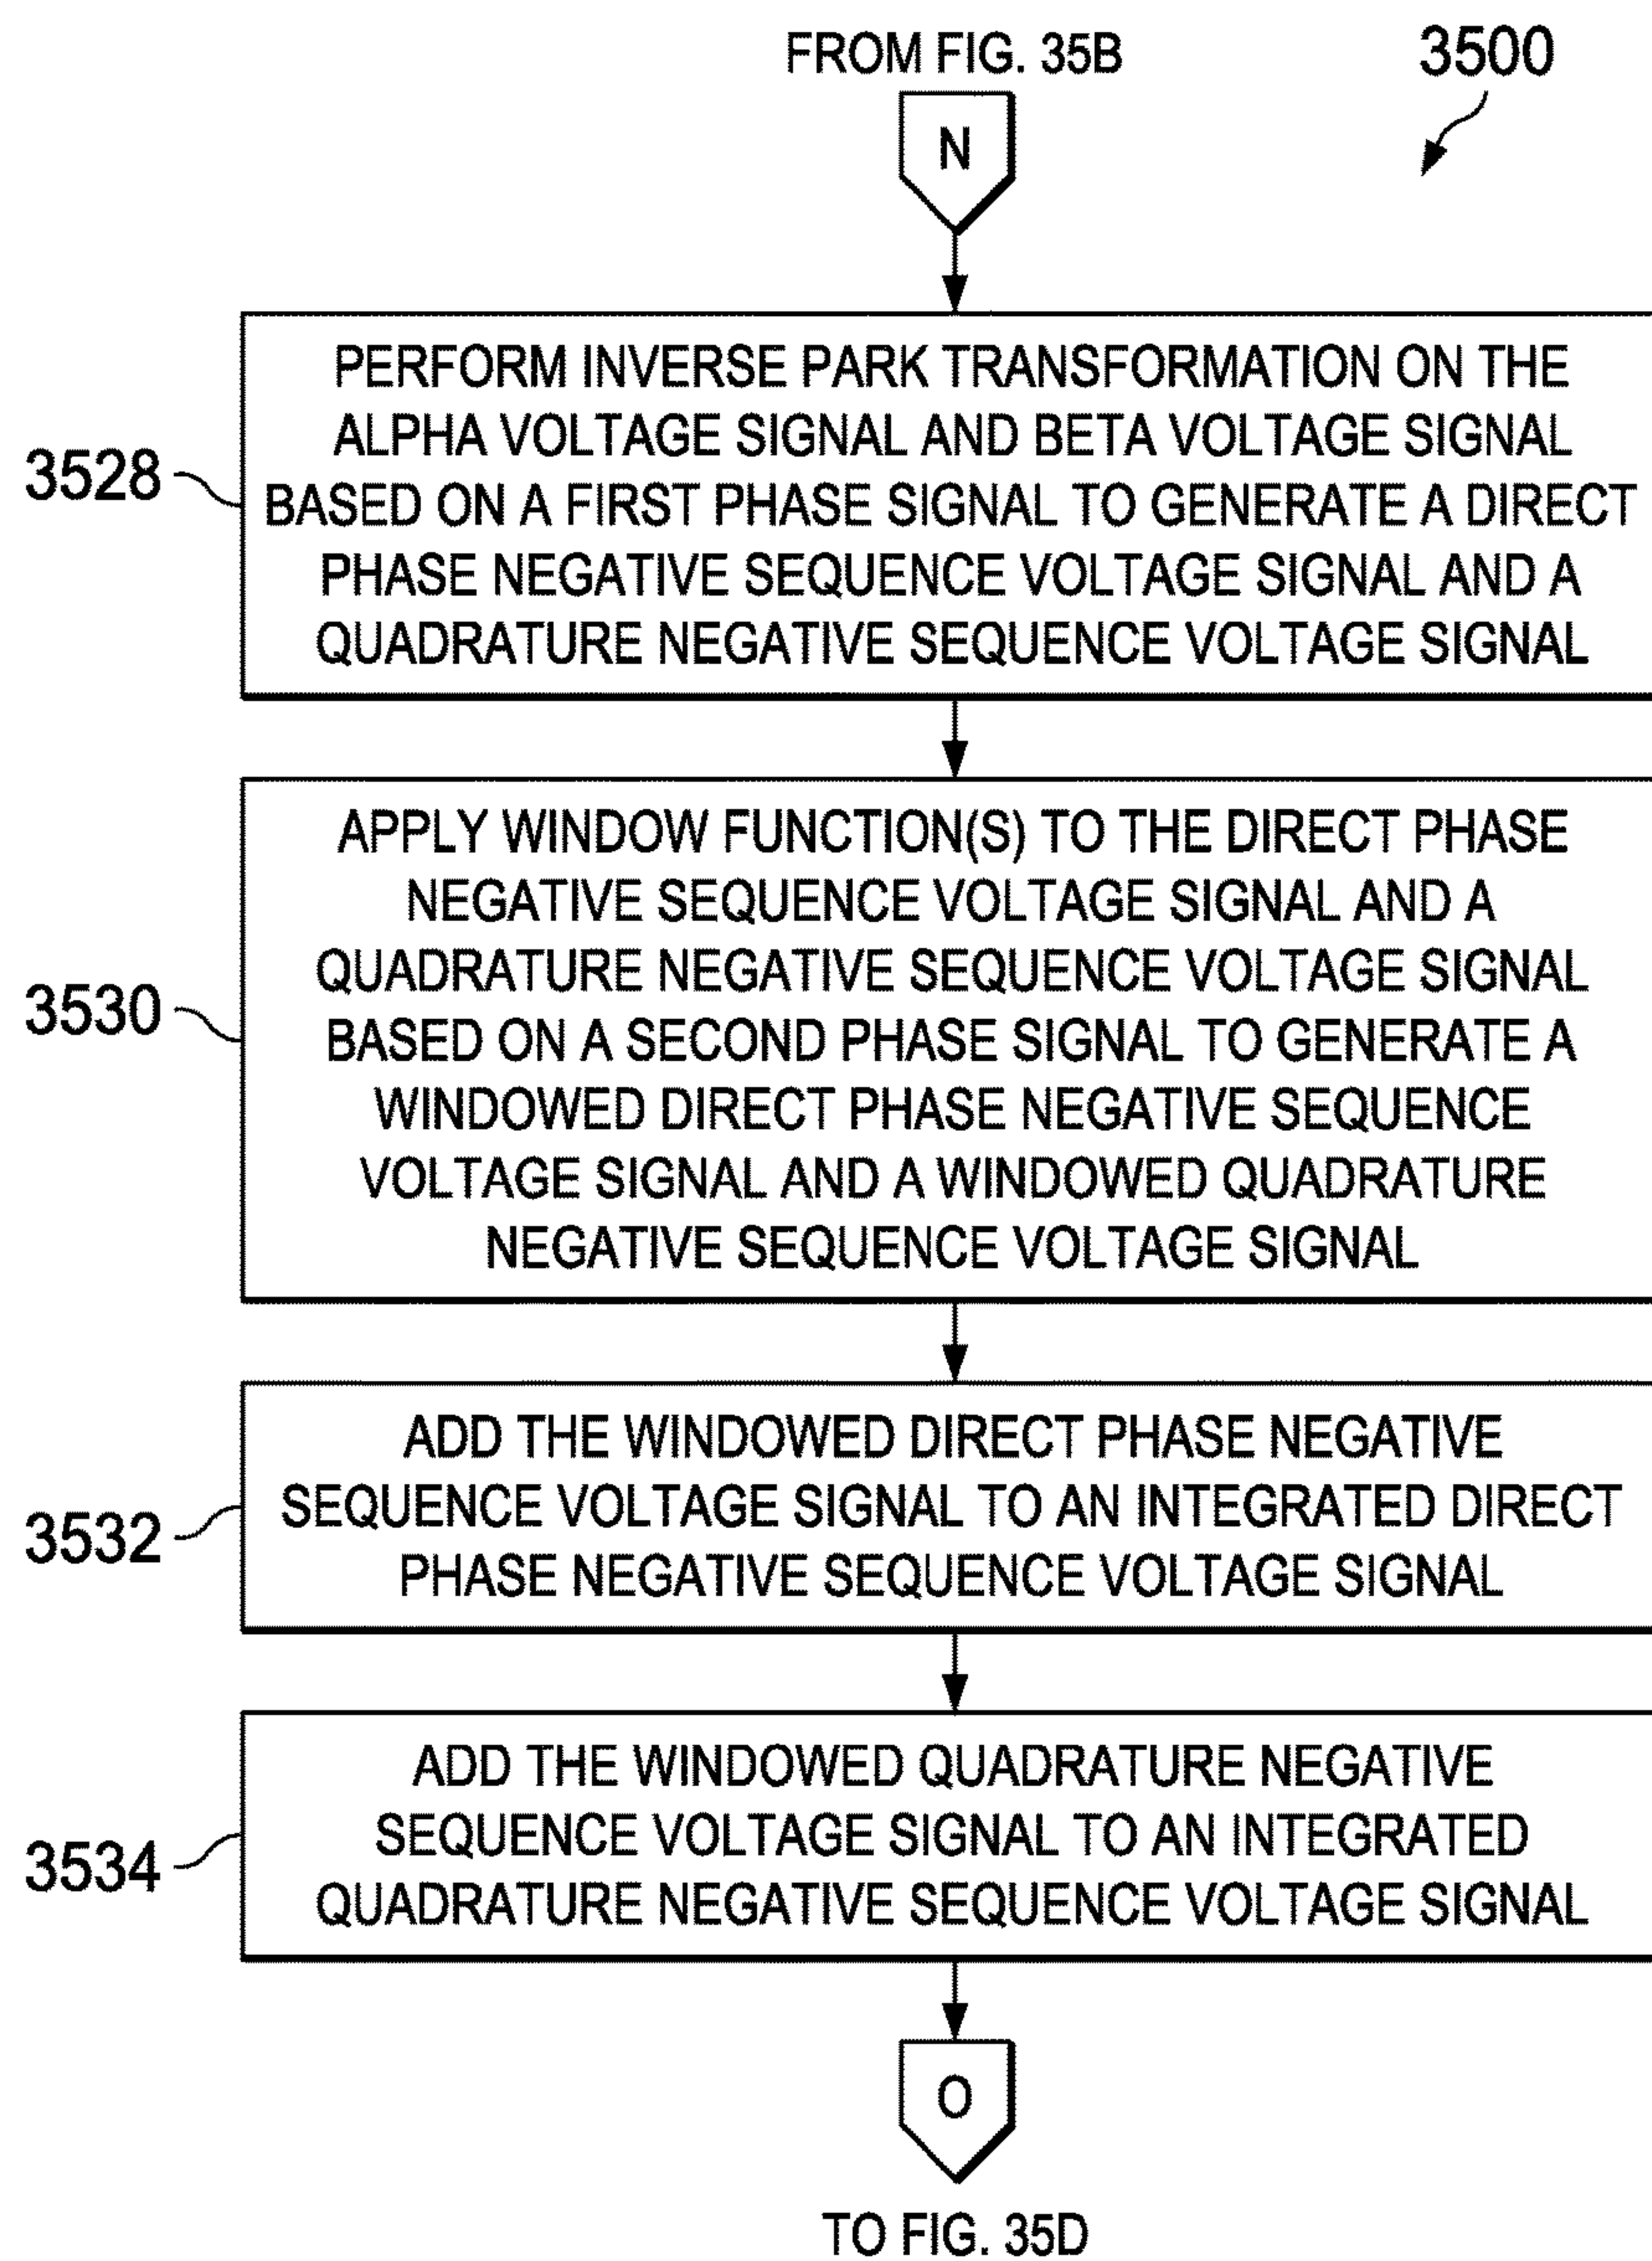 FROM FIG. 35B
3500
N
3528
PERFORM INVERSE PARK TRANSFORMATION ON THE
ALPHA VOLTAGE SIGNAL AND BETA VOLTAGE SIGNAL
BASED ON A FIRST PHASE SIGNAL TO GENERATE A DIRECT
PHASE NEGATIVE SEQUENCE VOLTAGE SIGNAL AND A
QUADRATURE NEGATIVE SEQUENCE VOLTAGE SIGNAL
3530
APPLY WINDOW FUNCTION(S) TO THE DIRECT PHASE
NEGATIVE SEQUENCE VOLTAGE SIGNAL AND A
QUADRATURE NEGATIVE SEQUENCE VOLTAGE SIGNAL
BASED ON A SECOND PHASE SIGNAL TO GENERATE A
WINDOWED DIRECT PHASE NEGATIVE SEQUENCE
VOLTAGE SIGNAL AND A WINDOWED QUADRATURE
NEGATIVE SEQUENCE VOLTAGE SIGNAL
3532
ADD THE WINDOWED DIRECT PHASE NEGATIVE
SEQUENCE VOLTAGE SIGNAL TO AN INTEGRATED DIRECT
PHASE NEGATIVE SEQUENCE VOLTAGE SIGNAL
3534
ADD THE WINDOWED QUADRATURE NEGATIVE
SEQUENCE VOLTAGE SIGNAL TO AN INTEGRATED
QUADRATURE NEGATIVE SEQUENCE VOLTAGE SIGNAL
O
TO FIG. 35D